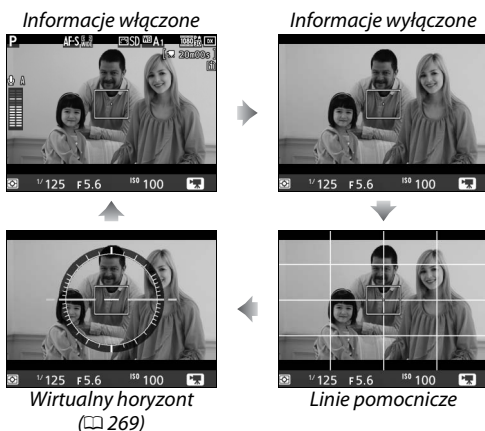 Informacje włączone
Informacje wyłączone
P AF-S SD WB A1 1080 DX
[20m00s]
A
1/125 F5.6 ISO 100
1/125 F5.6 ISO 100
1/125 F5.6 ISO 100
1/125 F5.6 ISO 100
Wirtualny horyzont
(269)
Linie pomocnicze